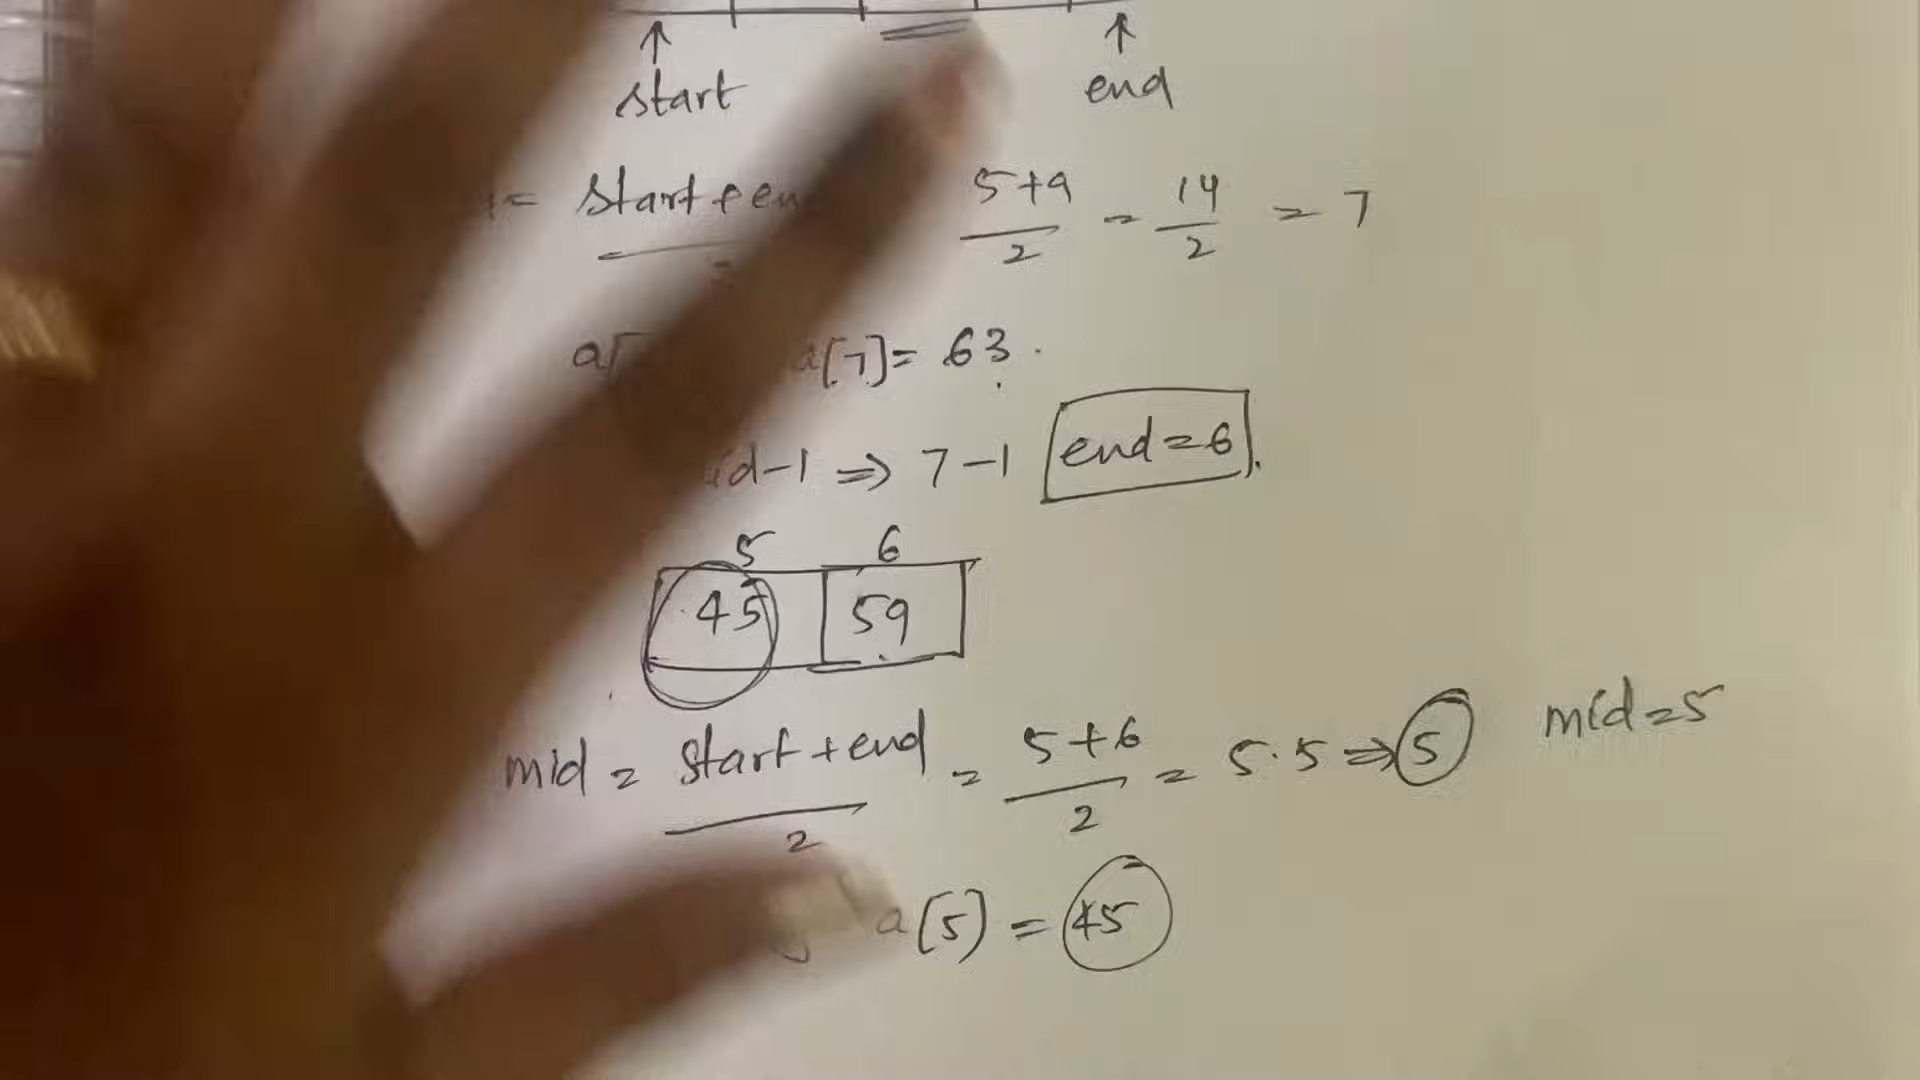 start end
= start + en 5+9/2 = 14/2 = 7
a[ a[7] = 63.
id-1 ⇒ 7-1 end=6.
5 6
45 59
mid = start + end/2 = 5+6/2 = 5.5 ⇒ 5 mid=5
a[5] = 45